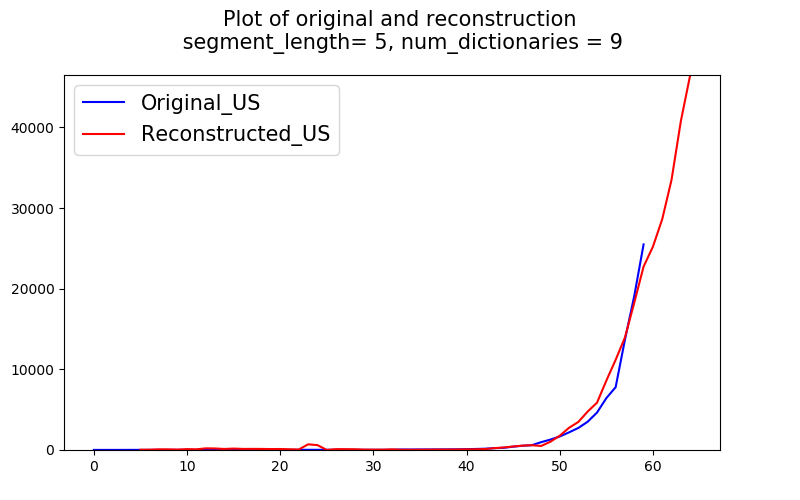 Plot of original and reconstruction
segment_length= 5, num_dictionaries = 9
Original_US
Reconstructed_US
40000
30000
20000
10000
0
0 10 20 30 40 50 60